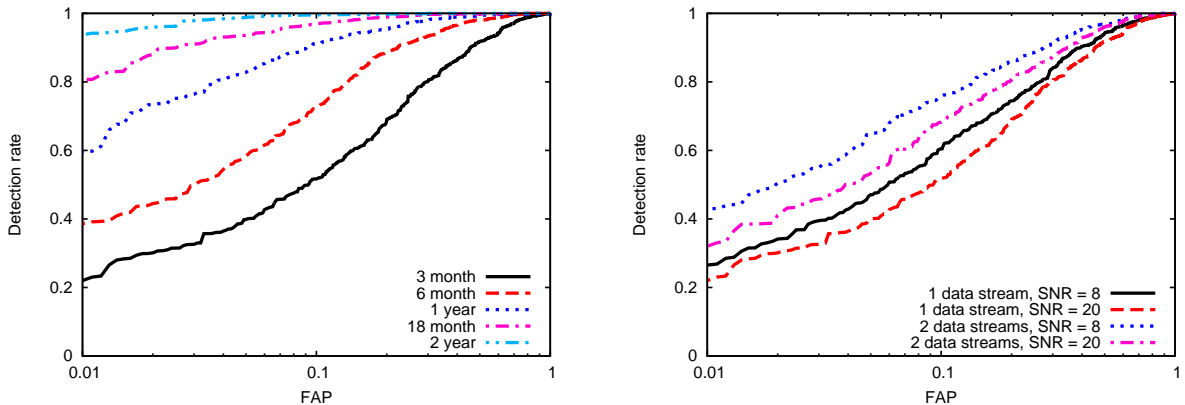 1
0.8
0.6
0.4
0.2
0
Detection rate
0.01
0.1
1
FAP
3 month
6 month
1 year
18 month
2 year
1
0.8
0.6
0.4
0.2
0
Detection rate
0.01
0.1
1
FAP
1 data stream, SNR = 8
1 data stream, SNR = 20
2 data streams, SNR = 8
2 data streams, SNR = 20